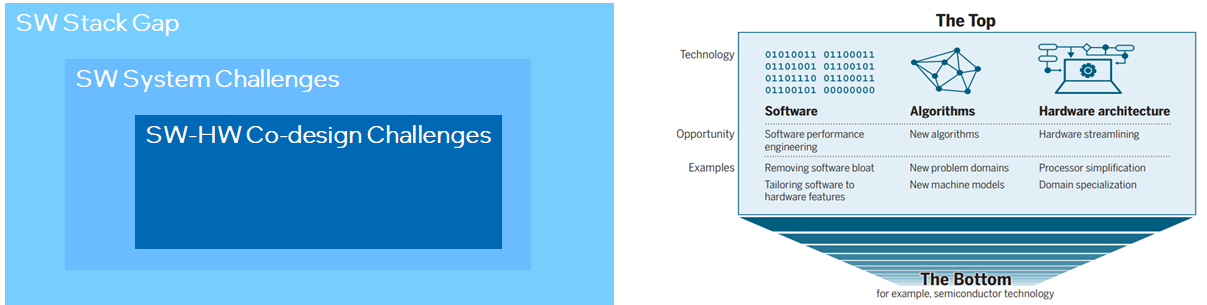 SW Stack Gap
SW System Challenges
SW-HW Co-design Challenges
The Top
Technology
01010011 01100011
01101001 01100101
01101110 01100011
01100101 00000000
Software
Algorithms
Hardware architecture
Opportunity
Software performance
engineering
New algorithms
Hardware streamlining
Examples
Removing software bloat
New problem domains
Processor simplification
Tailoring software to
hardware features
New machine models
Domain specialization
The Bottom
for example, semiconductor technology